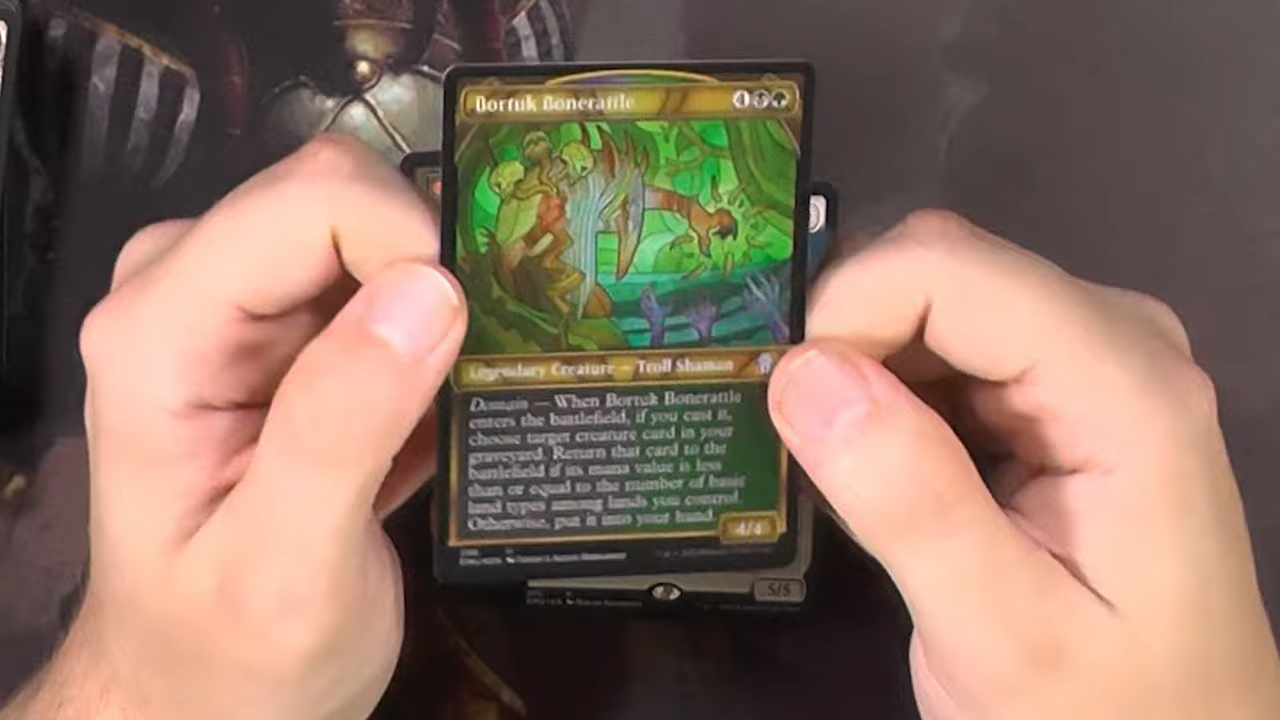 Bortuk Bonerattle
4
Legendary Creature — Troll Shaman
Domain — When Bortuk Bonerattle
enters the battlefield, if you cast it,
choose target creature card in your
graveyard. Return that card to the
battlefield if its mana value is less
than or equal to the number of basic
land types among lands you control.
Otherwise, put it into your hand.
4/4
5/5